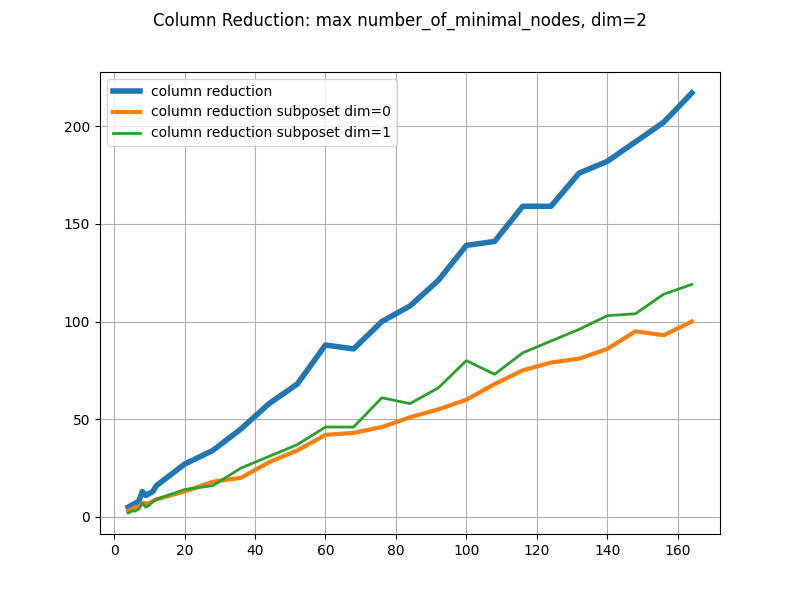 Column Reduction: max number_of_minimal_nodes, dim=2
column reduction
column reduction subposet dim=0
column reduction subposet dim=1
200
150
100
50
0
0 20 40 60 80 100 120 140 160